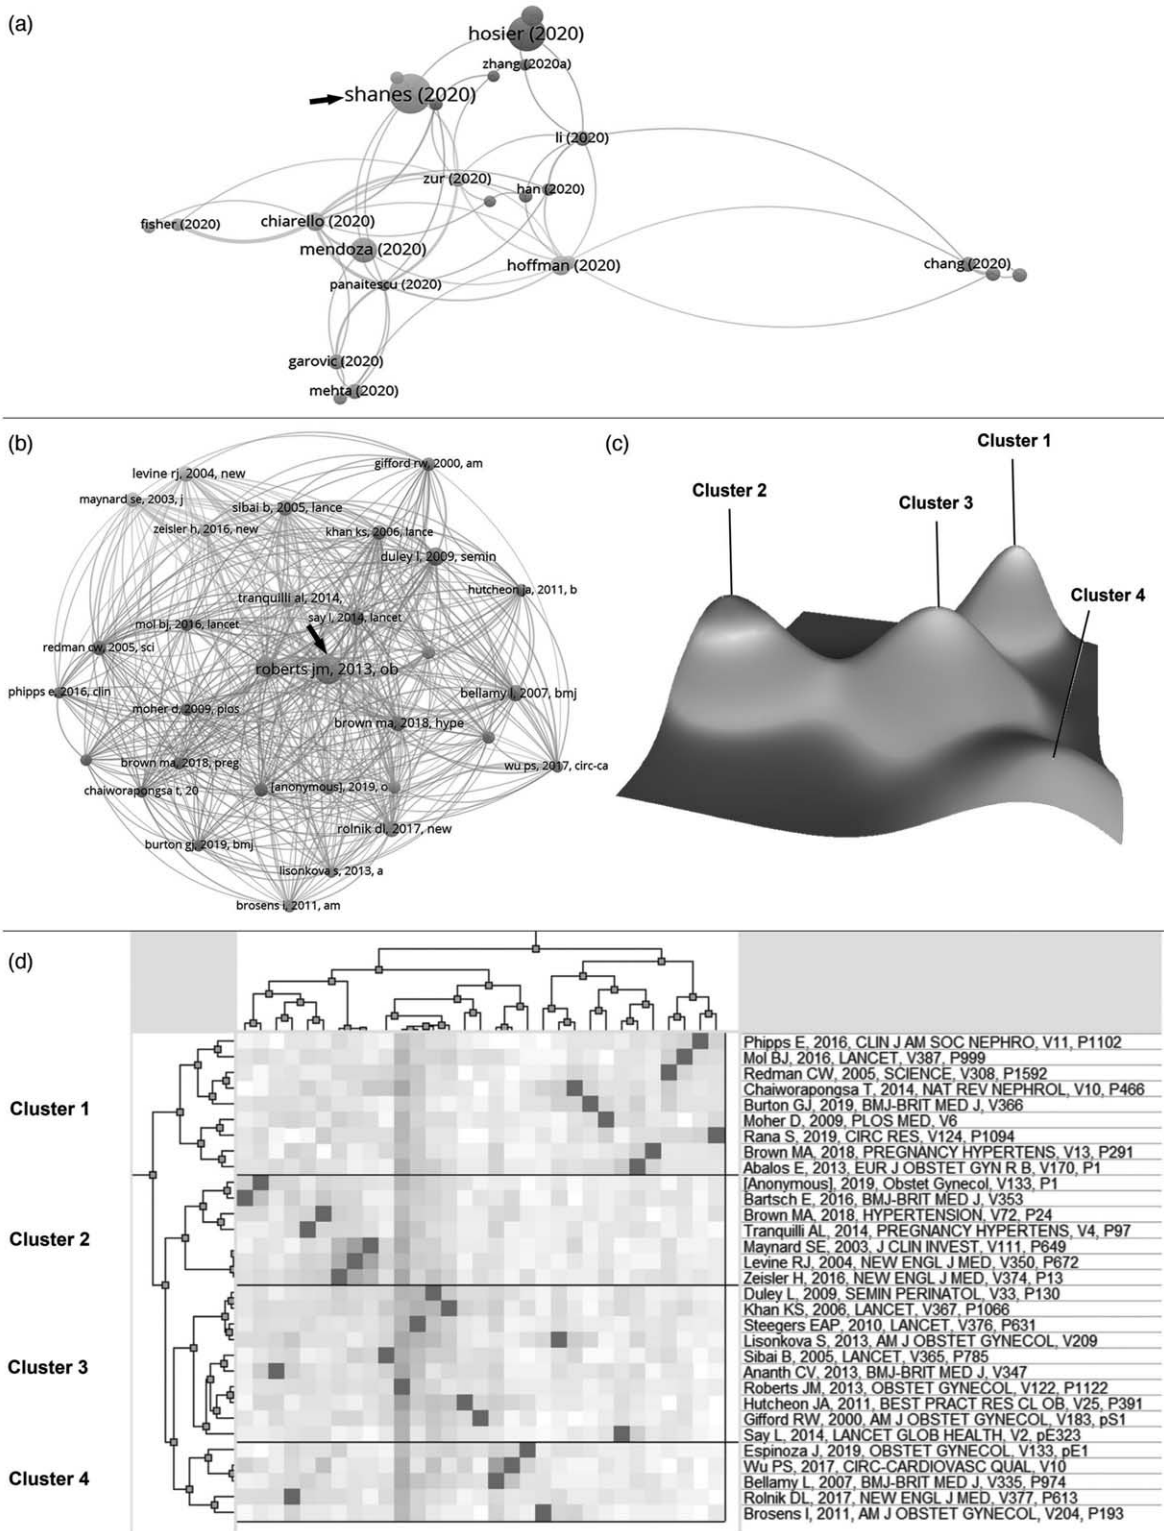 (a)
hosier (2020)
zhang (2020a)
shanes (2020)
li (2020)
zur (2020)
han (2020)
fisher (2020)
chiarello (2020)
mendoza (2020)
hoffman (2020)
chang (2020)
panaitescu (2020)
garovic (2020)
mehta (2020)
(b)
gifford rw, 2000, am
levine rj, 2004, new
maynard se, 2003, j
sibai b, 2005, lance
zeisler h, 2016, new
khan ks, 2006, lance
duley l, 2009, semin
hutcheon ja, 2011, b
tranquilli al, 2014,
say l, 2014, lancet
mol bj, 2016, lancet
redman cw, 2005, sci
roberts jm, 2013, ob
phipps e, 2016, clin
bellamy l, 2007, bmj
moher d, 2009, plos
brown ma, 2018, hype
brown ma, 2018, preg
wu ps, 2017, circ-ca
chaiworapongsa t, 20
[anonymous], 2019, o
rolnik dl, 2017, new
burton gj, 2019, bmj
lisonkova s, 2013, a
brosens i, 2011, am
(c)
Cluster 1
Cluster 2
Cluster 3
Cluster 4
(d)
Cluster 1
Phipps E, 2016, CLIN J AM SOC NEPHRO, V11, P1102
Mol BJ, 2016, LANCET, V387, P999
Redman CW, 2005, SCIENCE, V308, P1592
Chaiworapongsa T, 2014, NAT REV NEPHROL, V10, P466
Burton GJ, 2019, BMJ-BRIT MED J, V366
Moher D, 2009, PLOS MED, V6
Rana S, 2019, CIRC RES, V124, P1094
Brown MA, 2018, PREGNANCY HYPERTENS, V13, P291
Abalos E, 2013, EUR J OBSTET GYN R B, V170, P1
Cluster 2
[Anonymous], 2019, Obstet Gynecol, V133, P1
Bartsch E, 2016, BMJ-BRIT MED J, V353
Brown MA, 2018, HYPERTENSION, V72, P24
Tranquilli AL, 2014, PREGNANCY HYPERTENS, V4, P97
Maynard SE, 2003, J CLIN INVEST, V111, P649
Levine RJ, 2004, NEW ENGL J MED, V350, P672
Zeisler H, 2016, NEW ENGL J MED, V374, P13
Cluster 3
Duley L, 2009, SEMIN PERINATOL, V33, P130
Khan KS, 2006, LANCET, V367, P1066
Steegers EAP, 2010, LANCET, V376, P631
Lisonkova S, 2013, AM J OBSTET GYNECOL, V209
Sibai B, 2005, LANCET, V365, P785
Ananth CV, 2013, BMJ-BRIT MED J, V347
Roberts JM, 2013, OBSTET GYNECOL, V122, P1122
Hutcheon JA, 2011, BEST PRACT RES CL OB, V25, P391
Gifford RW, 2000, AM J OBSTET GYNECOL, V183, pS1
Say L, 2014, LANCET GLOB HEALTH, V2, pE323
Cluster 4
Espinoza J, 2019, OBSTET GYNECOL, V133, pE1
Wu PS, 2017, CIRC-CARDIOVASC QUAL, V10
Bellamy L, 2007, BMJ-BRIT MED J, V335, P974
Rolnik DL, 2017, NEW ENGL J MED, V377, P613
Brosens I, 2011, AM J OBSTET GYNECOL, V204, P193